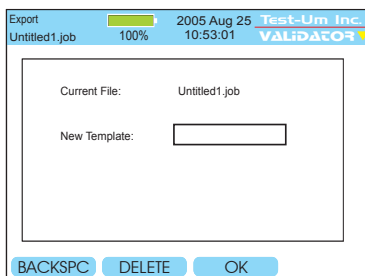 Export 2005 Aug 25 Test-Um Inc.
Untitled1.job 100% 10:53:01 VALiDATOR
Current File: Untitled1.job
New Template:
BACKSPC DELETE OK